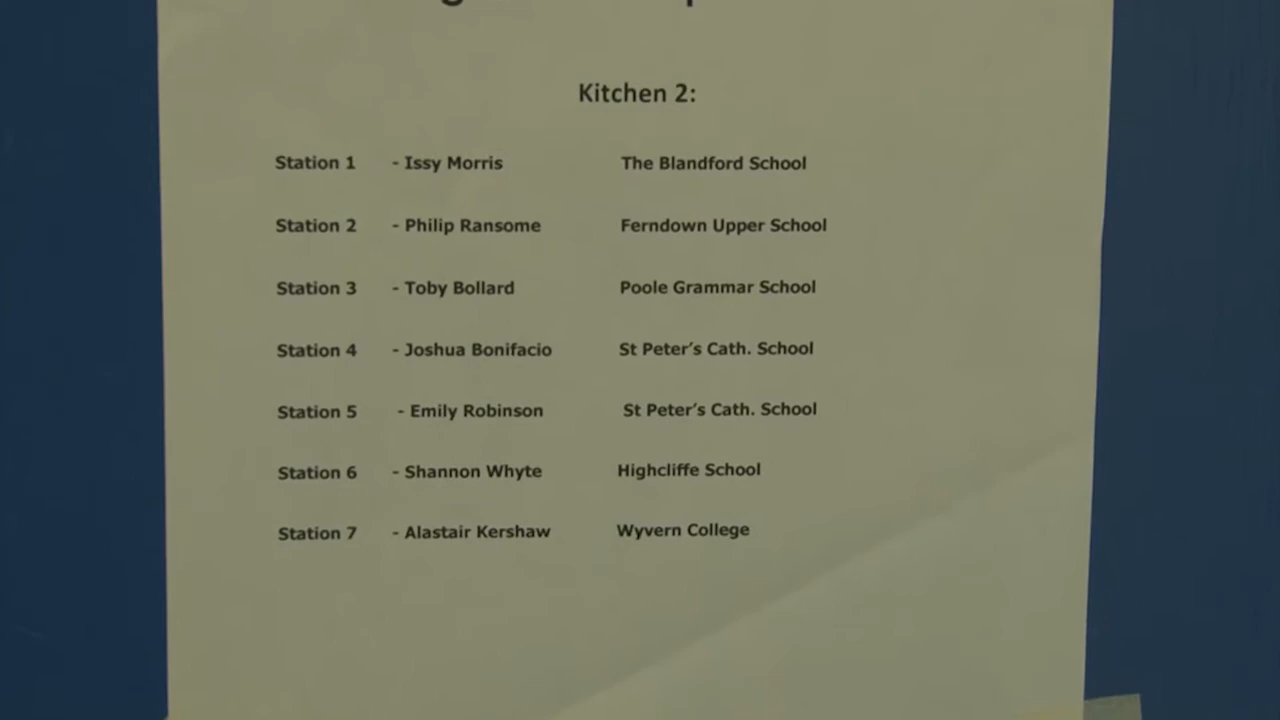 Kitchen 2:
Station 1 - Issy Morris The Blandford School
Station 2 - Philip Ransome Ferndown Upper School
Station 3 - Toby Bollard Poole Grammar School
Station 4 - Joshua Bonifacio St Peter's Cath. School
Station 5 - Emily Robinson St Peter's Cath. School
Station 6 - Shannon Whyte Highcliffe School
Station 7 - Alastair Kershaw Wyvern College